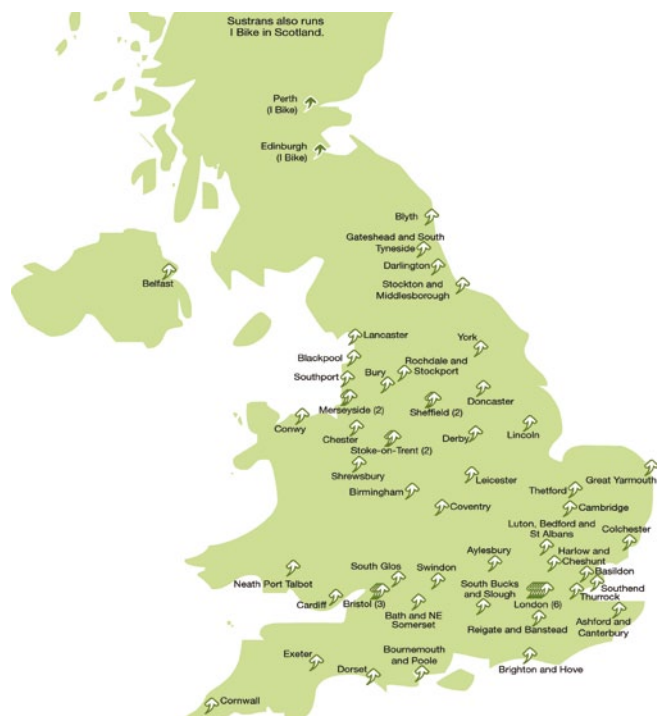 Sustrans also runs
I Bike in Scotland.
Perth
(I Bike)
Edinburgh
(I Bike)
Blyth
Gateshead and South
Tyneside
Darlington
Belfast
Stockton and
Middlesborough
Lancaster
York
Blackpool
Rochdale and
Stockport
Bury
Southport
Doncaster
Merseyside (2)
Sheffield (2)
Conwy
Chester
Derby
Lincoln
Stoke-on-Trent (2)
Shrewsbury
Leicester
Great Yarmouth
Birmingham
Thetford
Coventry
Cambridge
Luton, Bedford and
St Albans
Colchester
Aylesbury
Harlow and
Cheshunt
South Glos
Swindon
Basildon
Neath Port Talbot
South Bucks
and Slough
Southend
Cardiff
Bristol (3)
London (6)
Thurrock
Bath and NE
Somerset
Reigate and Banstead
Ashford and
Canterbury
Exeter
Bournemouth
and Poole
Dorset
Brighton and Hove
Cornwall